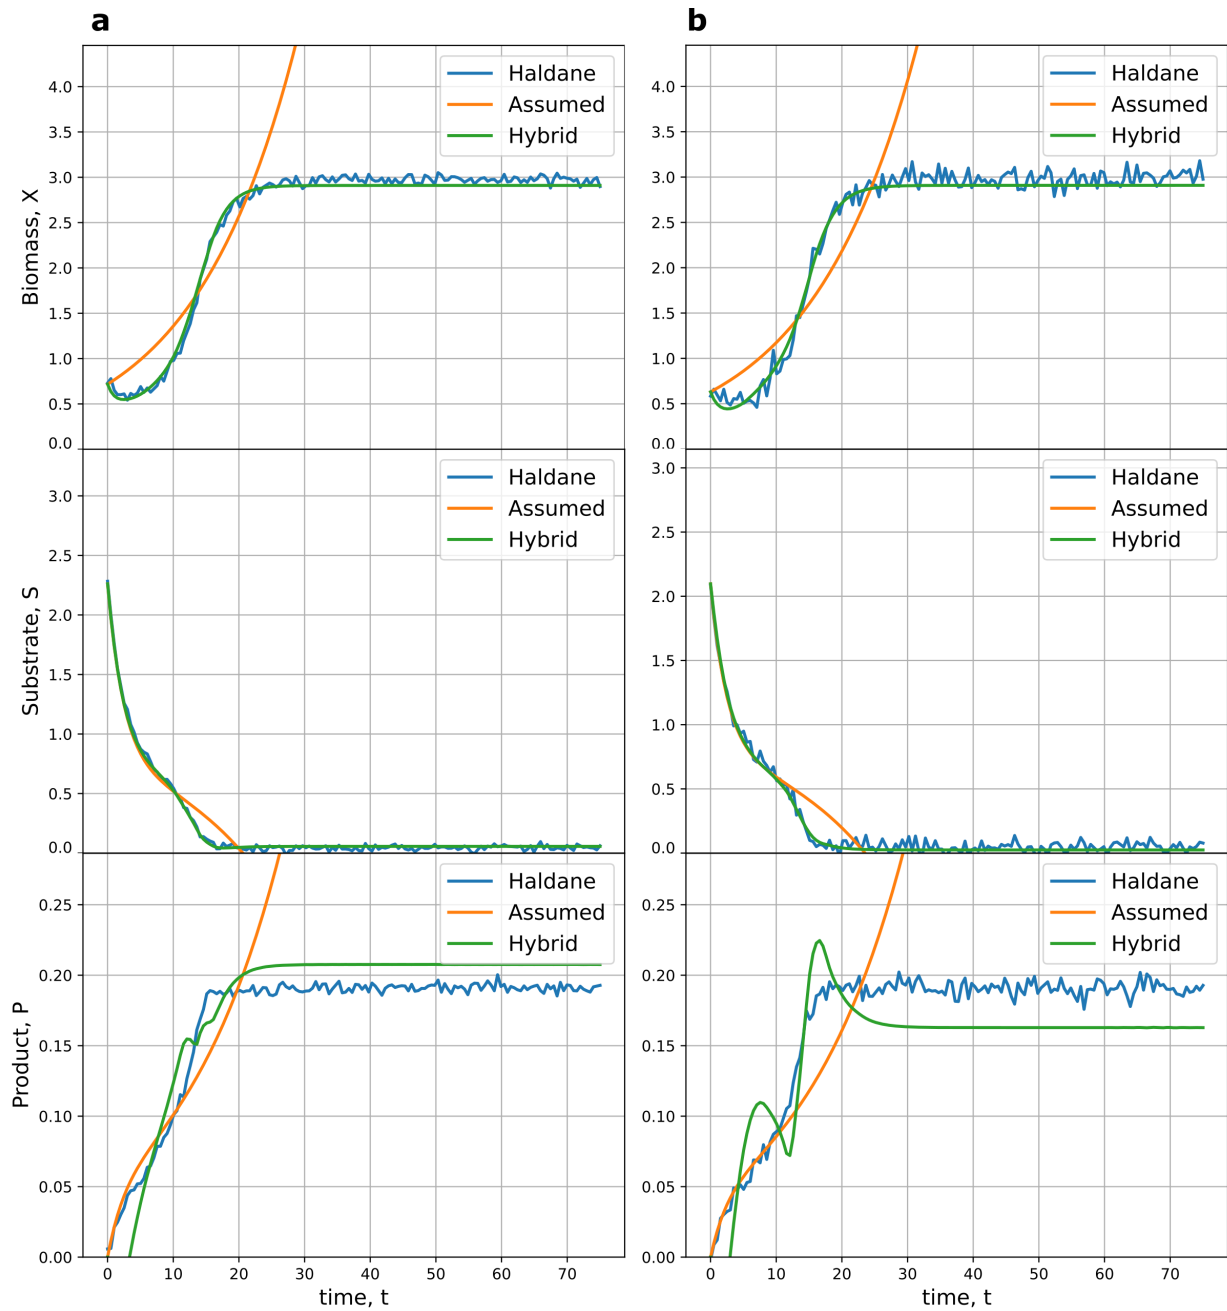 a
b
Biomass, X
4.0
3.5
3.0
2.5
2.0
1.5
1.0
0.5
0.0
Haldane
Assumed
Hybrid
4.0
3.5
3.0
2.5
2.0
1.5
1.0
0.5
0.0
Haldane
Assumed
Hybrid
Substrate, S
3.0
2.5
2.0
1.5
1.0
0.5
0.0
Haldane
Assumed
Hybrid
3.0
2.5
2.0
1.5
1.0
0.5
0.0
Haldane
Assumed
Hybrid
Product, P
0.25
0.20
0.15
0.10
0.05
0.00
Haldane
Assumed
Hybrid
0 10 20 30 40 50 60 70
time, t
0.25
0.20
0.15
0.10
0.05
0.00
Haldane
Assumed
Hybrid
0 10 20 30 40 50 60 70
time, t